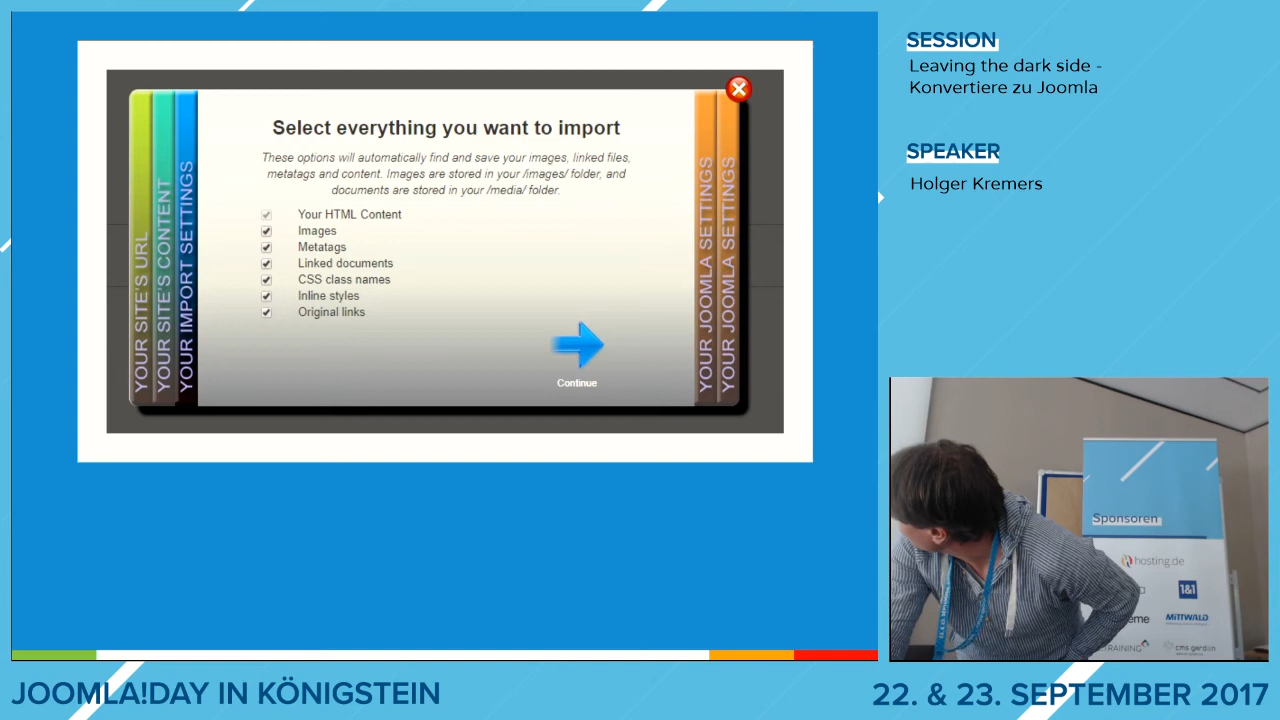 Select everything you want to import
These options will automatically find and save your images, linked files,
metatags and content. Images are stored in your /images/ folder, and
documents are stored in your /media/ folder.
Your HTML Content
Images
Metatags
Linked documents
CSS class names
Inline styles
Original links
Continue
YOUR SITE'S URL
YOUR SITE'S CONTENT
YOUR IMPORT SETTINGS
YOUR JOOMLA SETTINGS
YOUR JOOMLA SETTINGS
SESSION
Leaving the dark side -
Konvertiere zu Joomla
SPEAKER
Holger Kremers
Sponsoren
hosting.de
1&1
MITTWALD
cms garden
JOOMLA!DAY IN KÖNIGSTEIN
22. & 23. SEPTEMBER 2017